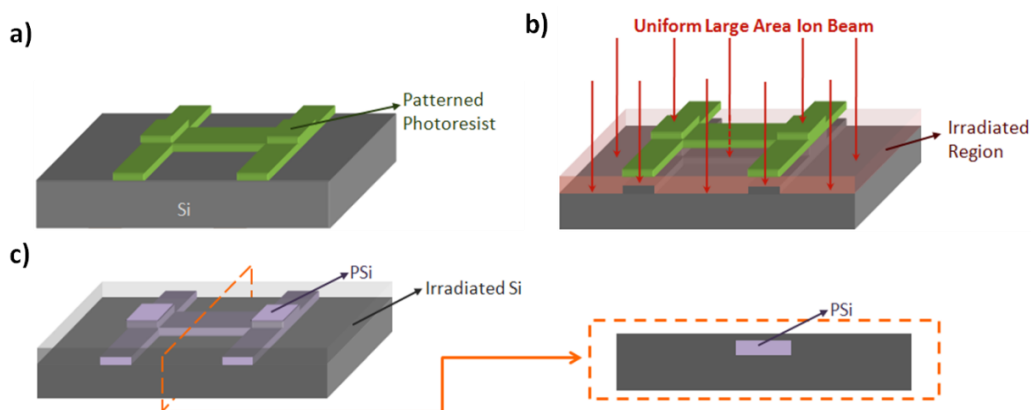 a)
Patterned
Photoresist
Si
b)
Uniform Large Area Ion Beam
Irradiated
Region
c)
PSi
Irradiated Si
PSi